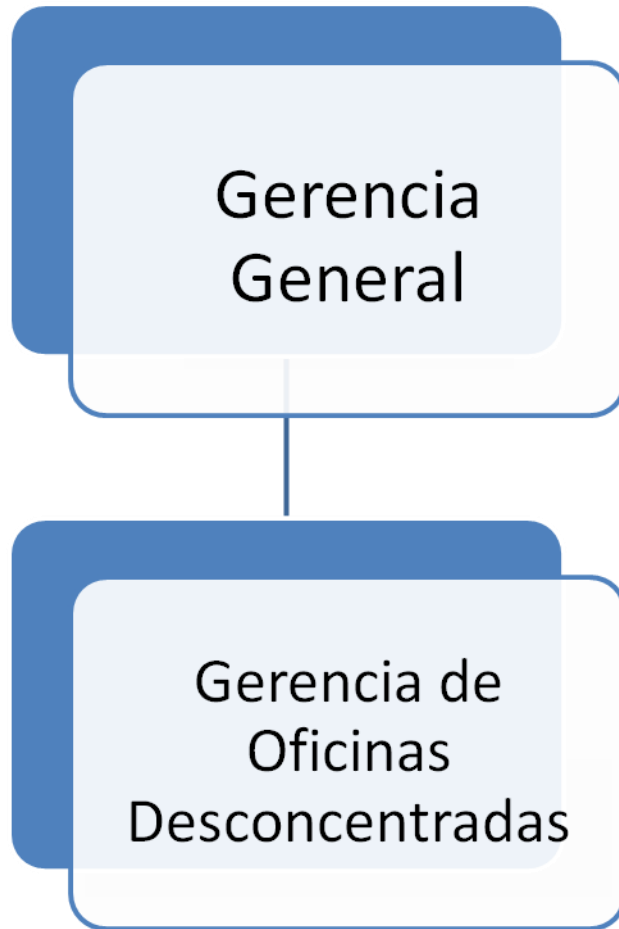 Gerencia
General
Gerencia de
Oficinas
Desconcentradas